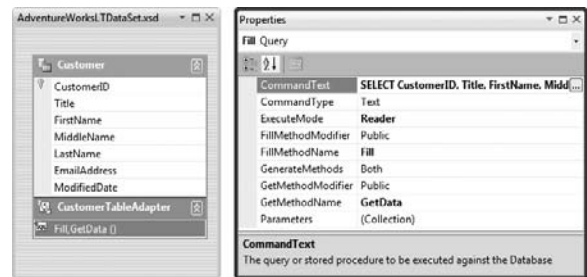 AdventureWorksLTDataSet.xsd
Customer
CustomerID
Title
FirstName
MiddleName
LastName
EmailAddress
ModifiedDate
CustomerTableAdapter
Fill,GetData ()
Properties
Fill Query
CommandText SELECT CustomerID, Title, FirstName, Midd ...
CommandType Text
ExecuteMode Reader
FillMethodModifier Public
FillMethodName Fill
GenerateMethods Both
GetMethodModifier Public
GetMethodName GetData
Parameters (Collection)
CommandText
The query or stored procedure to be executed against the Database